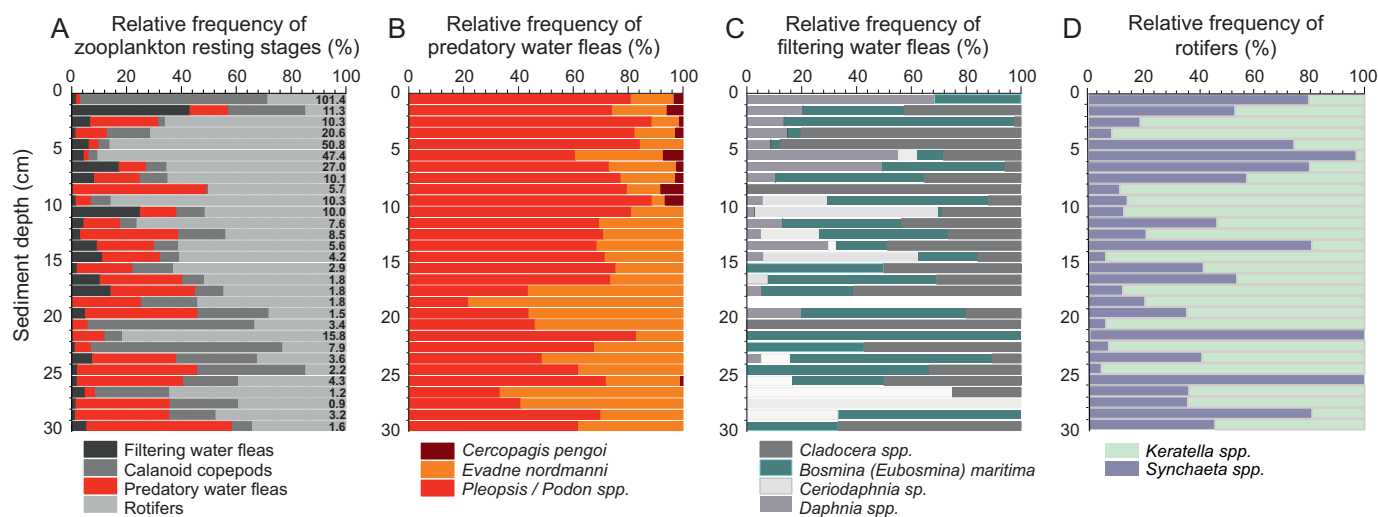 A
Relative frequency of
zooplankton resting stages (%)
0 20 40 60 80 100
Sediment depth (cm)
0
5
10
15
20
25
30
101.4
11.3
10.3
20.6
50.8
47.4
27.0
10.1
5.7
10.3
10.0
7.6
8.5
5.6
4.2
2.9
1.8
1.8
1.8
1.5
3.4
15.8
7.9
3.6
2.2
4.3
1.2
0.9
3.2
1.6
Filtering water fleas
Calanoid copepods
Predatory water fleas
Rotifers
B
Relative frequency of
predatory water fleas (%)
0 20 40 60 80 100
0
5
10
15
20
25
30
Cercopagis pengoi
Evadne nordmanni
Pleopsis / Podon spp.
C
Relative frequency of
filtering water fleas (%)
0 20 40 60 80 100
0
5
10
15
20
25
30
Cladocera spp.
Bosmina (Eubosmina) maritima
Ceriodaphnia sp.
Daphnia spp.
D
Relative frequency of
rotifers (%)
0 20 40 60 80 100
0
5
10
15
20
25
30
Keratella spp.
Synchaeta spp.